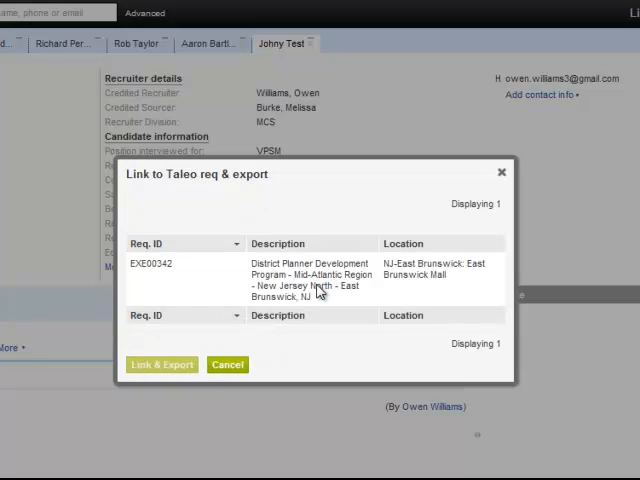 name, phone or email Advanced Li
d... Richard Per... Rob Taylor Aaron Bartl... Johny Test
Recruiter details
Credited Recruiter: Williams, Owen
Credited Sourcer: Burke, Melissa
Recruiter Division: MCS
Candidate information
Position interviewed for: VPSM
H owen.williams3@gmail.com
Add contact info
Link to Taleo req & export
Displaying 1
Req. ID Description Location
EXE00342 District Planner Development NJ-East Brunswick: East
Program - Mid-Atlantic Region Brunswick Mall
- New Jersey North - East
Brunswick, NJ
Req. ID Description Location
Displaying 1
Link & Export Cancel
More
(By Owen Williams)